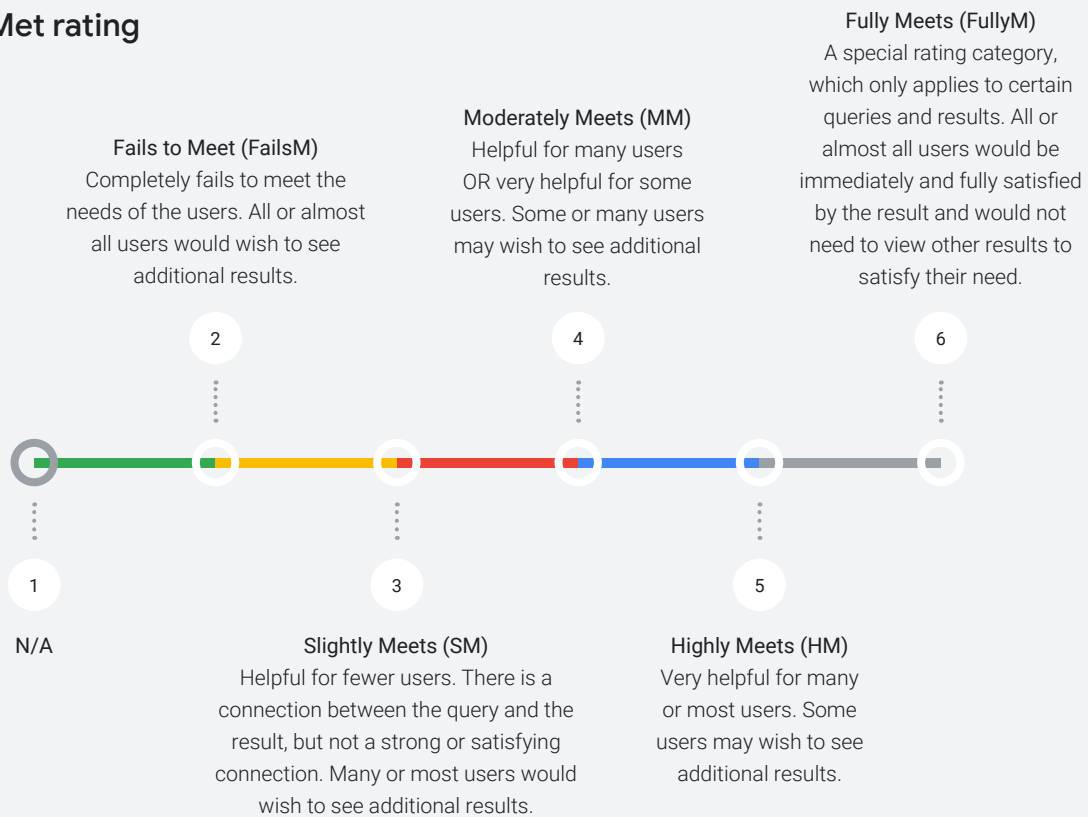 Met rating
Fully Meets (FullyM)
A special rating category,
which only applies to certain
queries and results. All or
almost all users would be
immediately and fully satisfied
by the result and would not
need to view other results to
satisfy their need.
Moderately Meets (MM)
Helpful for many users
OR very helpful for some
users. Some or many users
may wish to see additional
results.
Fails to Meet (FailsM)
Completely fails to meet the
needs of the users. All or almost
all users would wish to see
additional results.
2
4
6
1
3
5
N/A
Slightly Meets (SM)
Helpful for fewer users. There is a
connection between the query and the
result, but not a strong or satisfying
connection. Many or most users would
wish to see additional results.
Highly Meets (HM)
Very helpful for many
or most users. Some
users may wish to see
additional results.